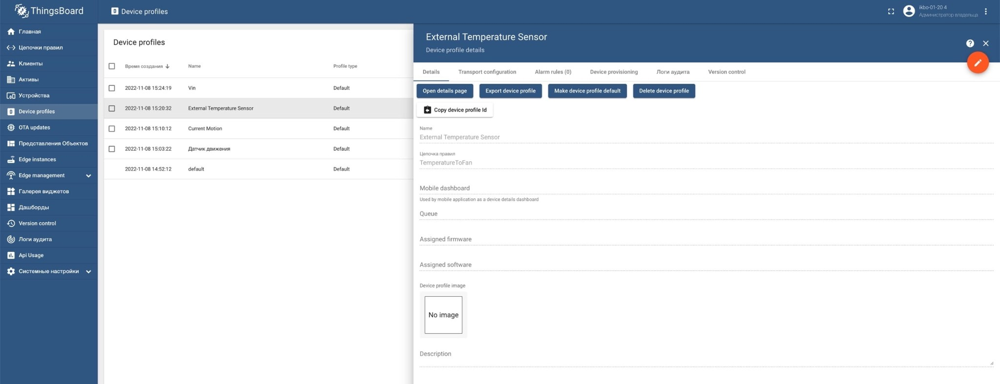 ThingsBoard
Device profiles
ikbo-01-20 4
Администратор владельца
Главная
Цепочки правил
Клиенты
Активы
Устройства
Device profiles
OTA updates
Представления Объектов
Edge instances
Edge management
Галерея виджетов
Дашборды
Version control
Логи аудита
Api Usage
Системные настройки
Device profiles
Время создания Name Profile type
2022-11-08 15:24:19 Vin Default
2022-11-08 15:20:32 External Temperature Sensor Default
2022-11-08 15:10:12 Current Motion Default
2022-11-08 15:03:22 Датчик движения Default
2022-11-08 14:52:12 default Default
External Temperature Sensor
Device profile details
Details Transport configuration Alarm rules (0) Device provisioning Логи аудита Version control
Open details page Export device profile Make device profile default Delete device profile
Copy device profile Id
Name
External Temperature Sensor
Цепочка правил
TemperatureToFan
Mobile dashboard
Used by mobile application as a device details dashboard
Queue
Assigned firmware
Assigned software
Device profile image
No image
Description